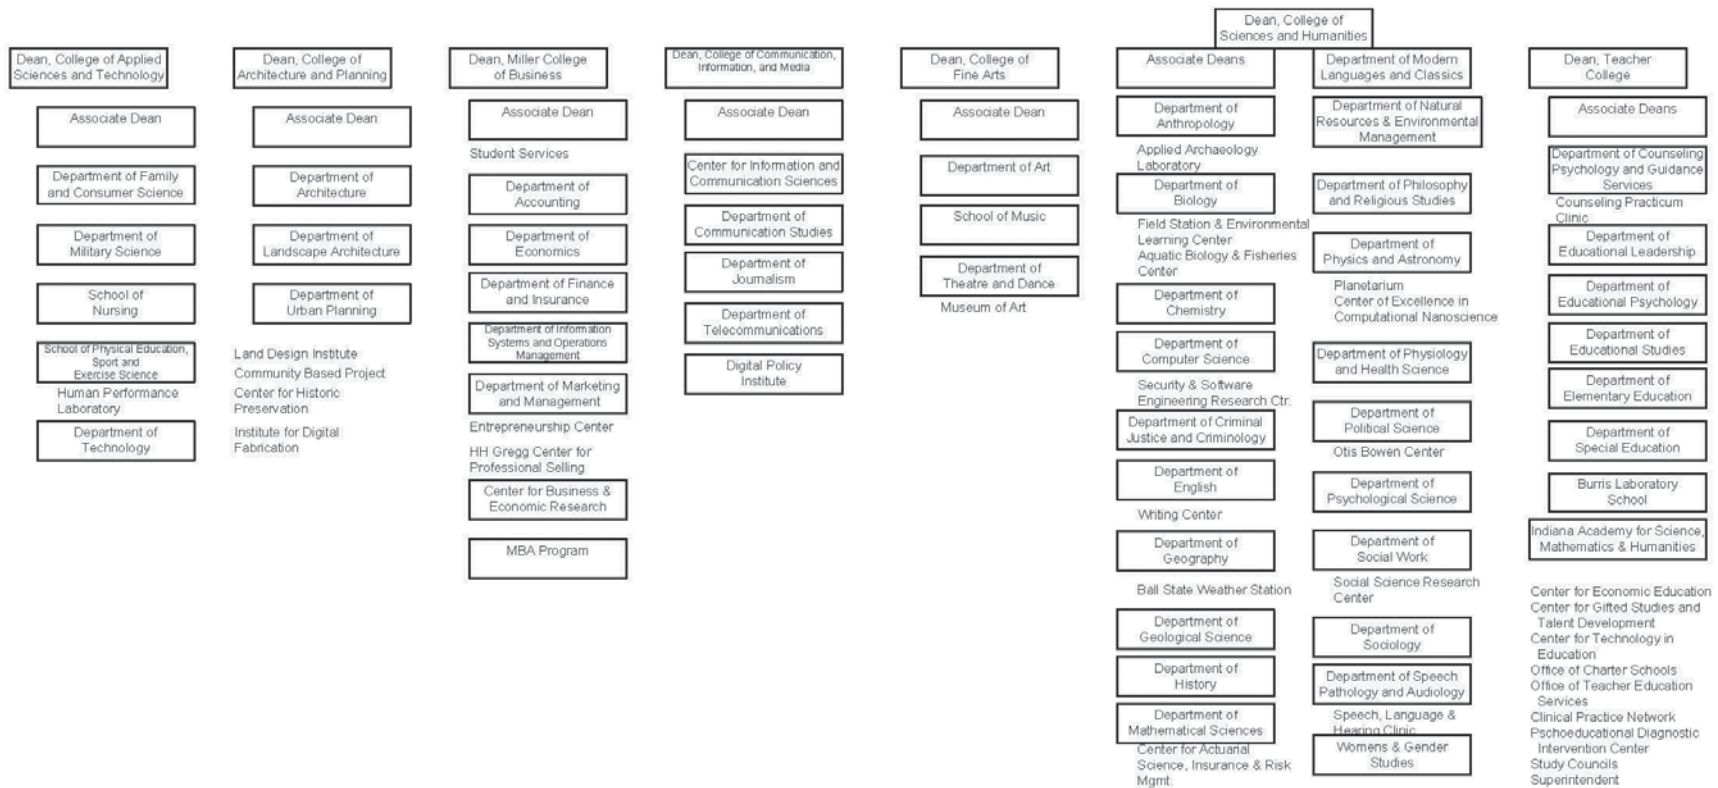 Dean, College of Applied
Sciences and Technology
Associate Dean
Department of Family
and Consumer Science
Department of
Military Science
School of
Nursing
School of Physical Education,
Sport and
Exercise Science
Human Performance
Laboratory
Department of
Technology
Dean, College of
Architecture and Planning
Associate Dean
Department of
Architecture
Department of
Landscape Architecture
Department of
Urban Planning
Land Design Institute
Community Based Project
Center for Historic
Preservation
Institute for Digital
Fabrication
Dean, Miller College
of Business
Associate Dean
Student Services
Department of
Accounting
Department of
Economics
Department of Finance
and Insurance
Department of Information
Systems and Operations
Management
Department of Marketing
and Management
Entrepreneurship Center
HH Gregg Center for
Professional Selling
Center for Business &
Economic Research
MBA Program
Dean, College of Communication,
Information, and Media
Associate Dean
Center for Information and
Communication Sciences
Department of
Communication Studies
Department of
Journalism
Department of
Telecommunications
Digital Policy
Institute
Dean, College of
Fine Arts
Associate Dean
Department of Art
School of Music
Department of
Theatre and Dance
Museum of Art
Dean, College of
Sciences and Humanities
Associate Deans
Department of
Anthropology
Applied Archaeology
Laboratory
Department of
Biology
Field Station & Environmental
Learning Center
Aquatic Biology & Fisheries
Center
Department of
Chemistry
Department of
Computer Science
Security & Software
Engineering Research Ctr.
Department of Criminal
Justice and Criminology
Department of
English
Writing Center
Department of
Geography
Ball State Weather Station
Department of
Geological Science
Department of
History
Department of
Mathematical Sciences
Center for Actuarial
Science, Insurance & Risk
Mgmt.
Department of Modern
Languages and Classics
Department of Natural
Resources & Environmental
Management
Department of Philosophy
and Religious Studies
Department of
Physics and Astronomy
Planetarium
Center of Excellence in
Computational Nanoscience
Department of Physiology
and Health Science
Department of
Political Science
Otis Bowen Center
Department of
Psychological Science
Department of
Social Work
Social Science Research
Center
Department of
Sociology
Department of Speech
Pathology and Audiology
Speech, Language &
Hearing Clinic
Womens & Gender
Studies
Dean, Teacher
College
Associate Deans
Department of Counseling
Psychology and Guidance
Services
Counseling Practicum
Clinic
Department of
Educational Leadership
Department of
Educational Psychology
Department of
Educational Studies
Department of
Elementary Education
Department of
Special Education
Burris Laboratory
School
Indiana Academy for Science,
Mathematics & Humanities
Center for Economic Education
Center for Gifted Studies and
Talent Development
Center for Technology in
Education
Office of Charter Schools
Office of Teacher Education
Services
Clinical Practice Network
Pschoeducational Diagnostic
Intervention Center
Study Councils
Superintendent